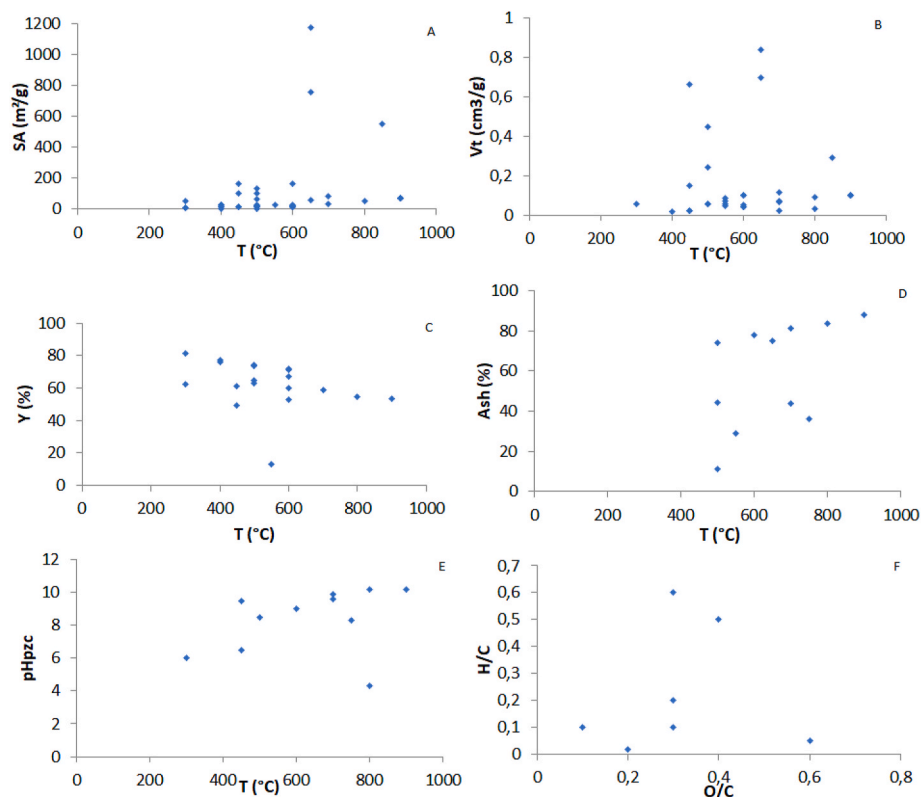 A
SA (m²/g)
1200
1000
800
600
400
200
0
0 200 400 600 800 1000
T (°C)
B
Vt (cm3/g)
1
0,8
0,6
0,4
0,2
0
0 200 400 600 800 1000
T (°C)
C
Y (%)
100
80
60
40
20
0
0 200 400 600 800 1000
T (°C)
D
Ash (%)
100
80
60
40
20
0
0 200 400 600 800 1000
T (°C)
E
pHpzc
12
10
8
6
4
2
0
0 200 400 600 800 1000
T (°C)
F
H/C
0,7
0,6
0,5
0,4
0,3
0,2
0,1
0
0 0,2 0,4 0,6 0,8
O/C